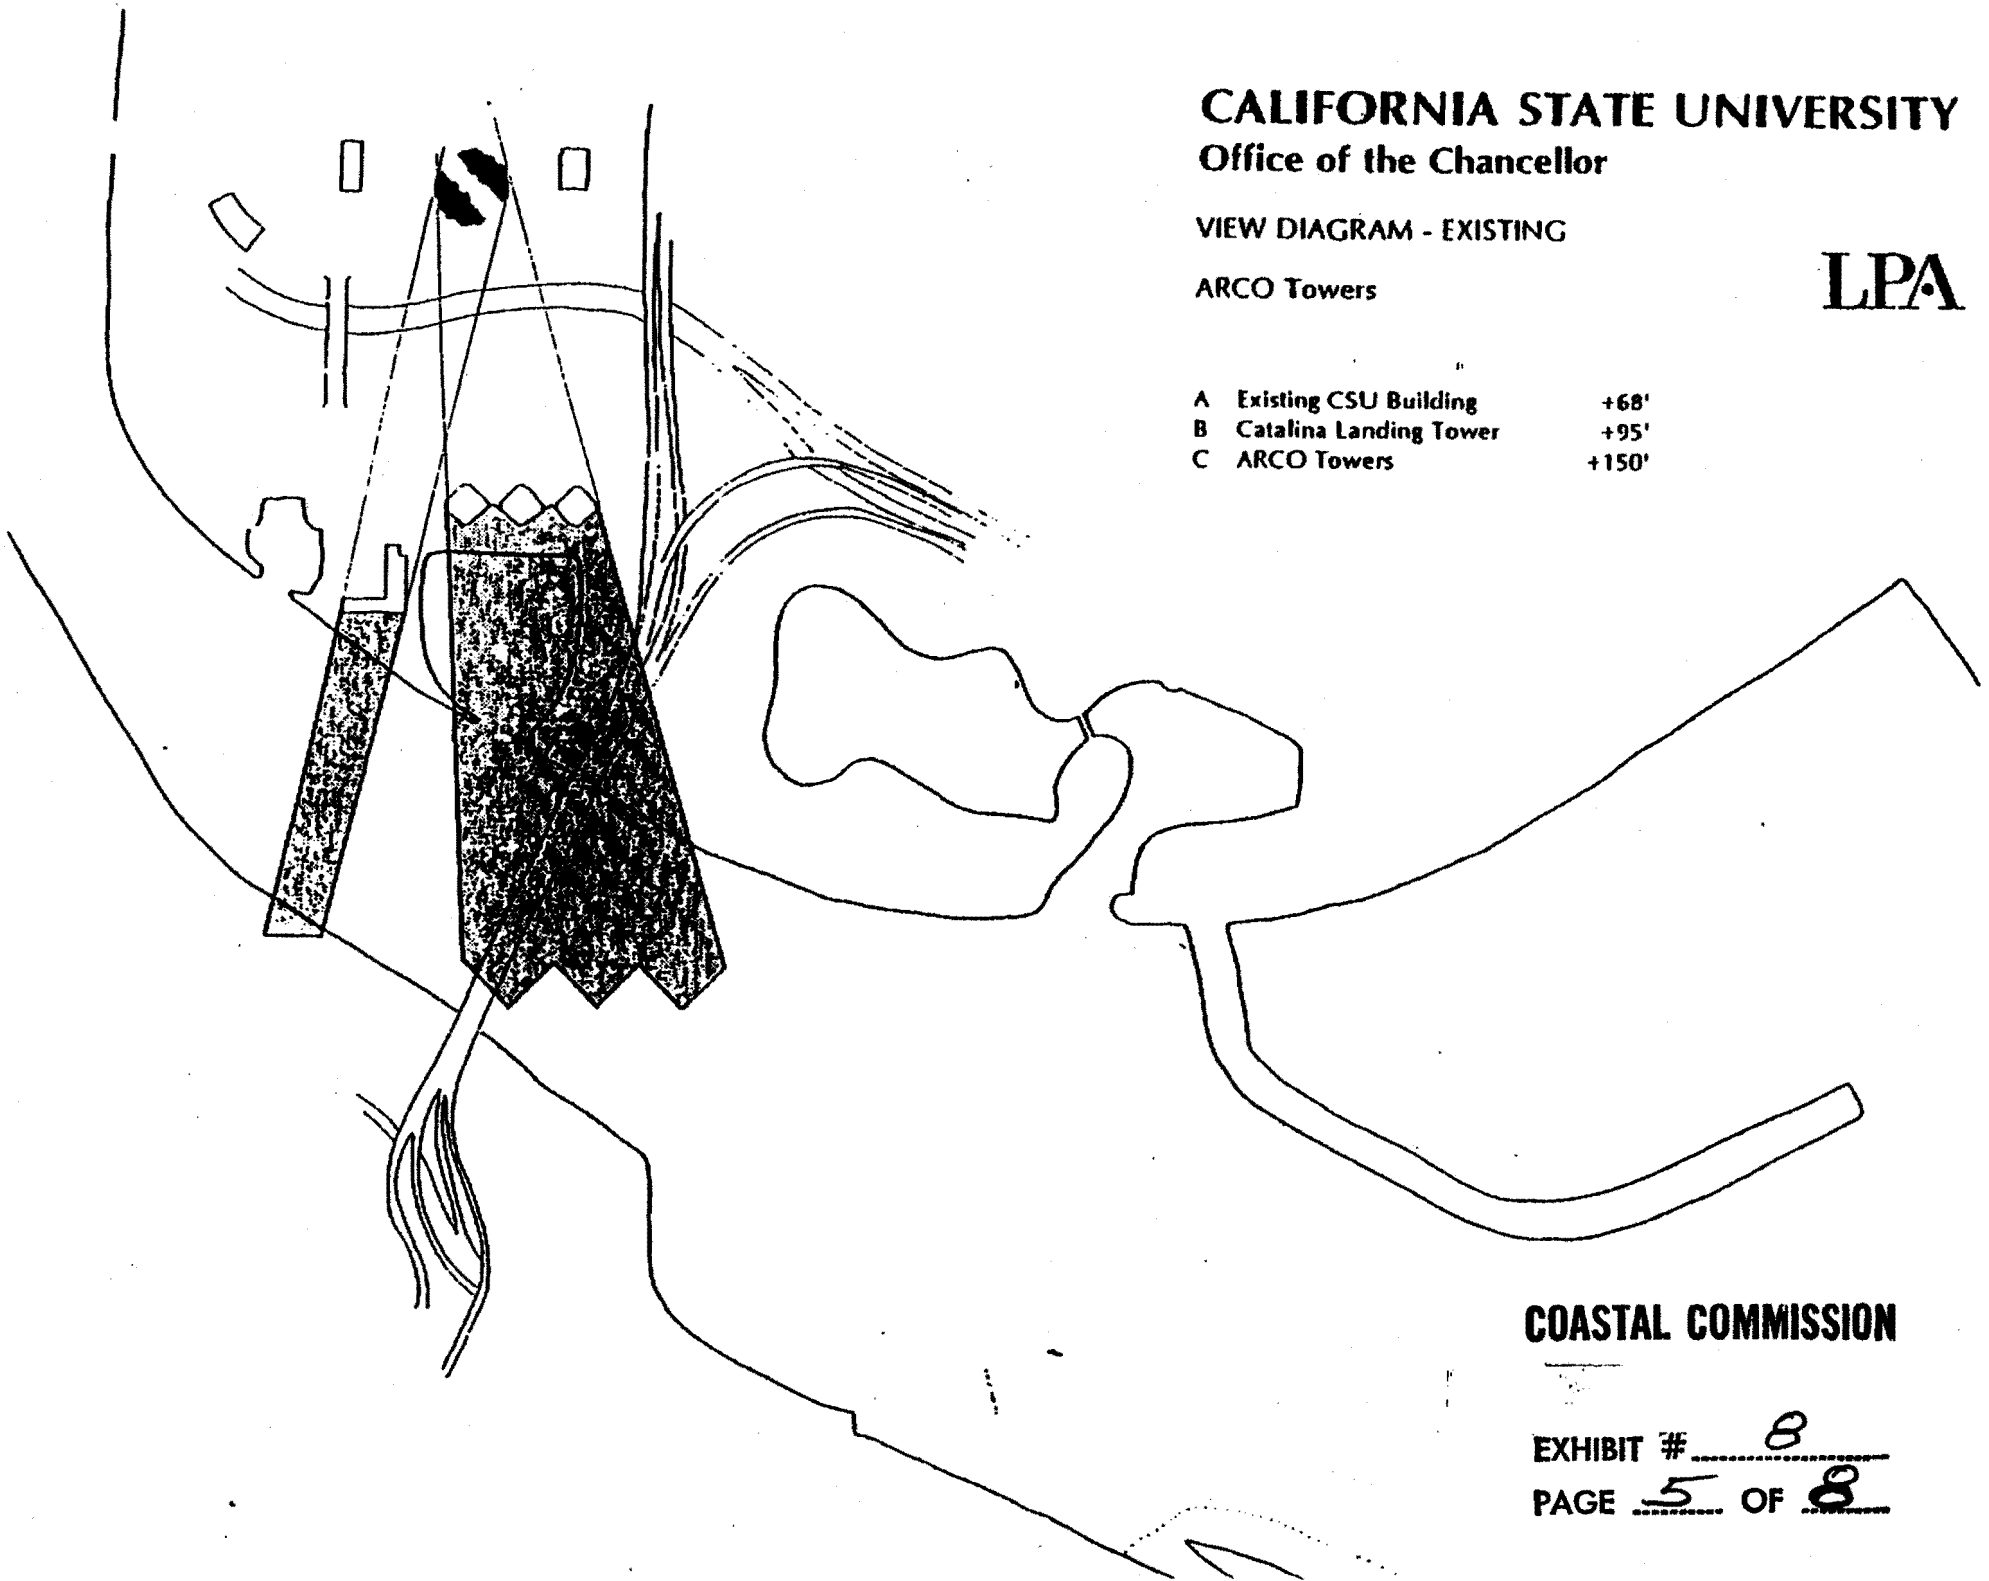 CALIFORNIA STATE UNIVERSITY
Office of the Chancellor
VIEW DIAGRAM - EXISTING
LPA
ARCO Towers
A Existing CSU Building +68'
B Catalina Landing Tower +95'
C ARCO Towers +150'
COASTAL COMMISSION
EXHIBIT # 8
PAGE 5 OF 8